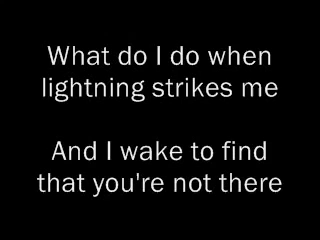 What do I do when
lightning strikes me
And I wake to find
that you're not there